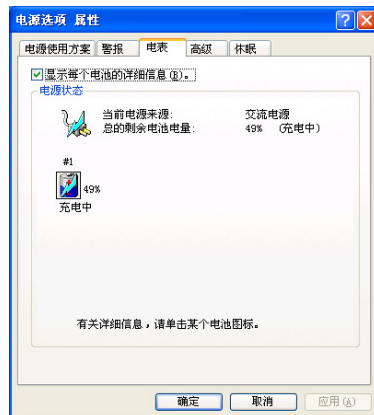 电源选项 属性
电源使用方案 警报 电表 高级 休眠
显示每个电池的详细信息(B)。
电源状态
当前电源来源: 交流电源
总的剩余电池电量: 49% (充电中)
#1
49%
充电中
有关详细信息，请单击某个电池图标。
确定 取消 应用(A)